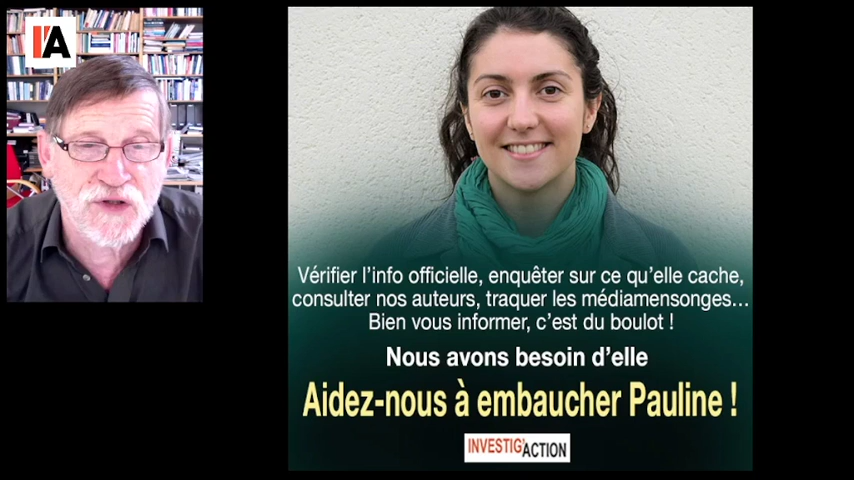 I'A
Vérifier l'info officielle, enquêter sur ce qu'elle cache,
consulter nos auteurs, traquer les médiamensonges...
Bien vous informer, c'est du boulot !
Nous avons besoin d'elle
Aidez-nous à embaucher Pauline !
INVESTIG'ACTION